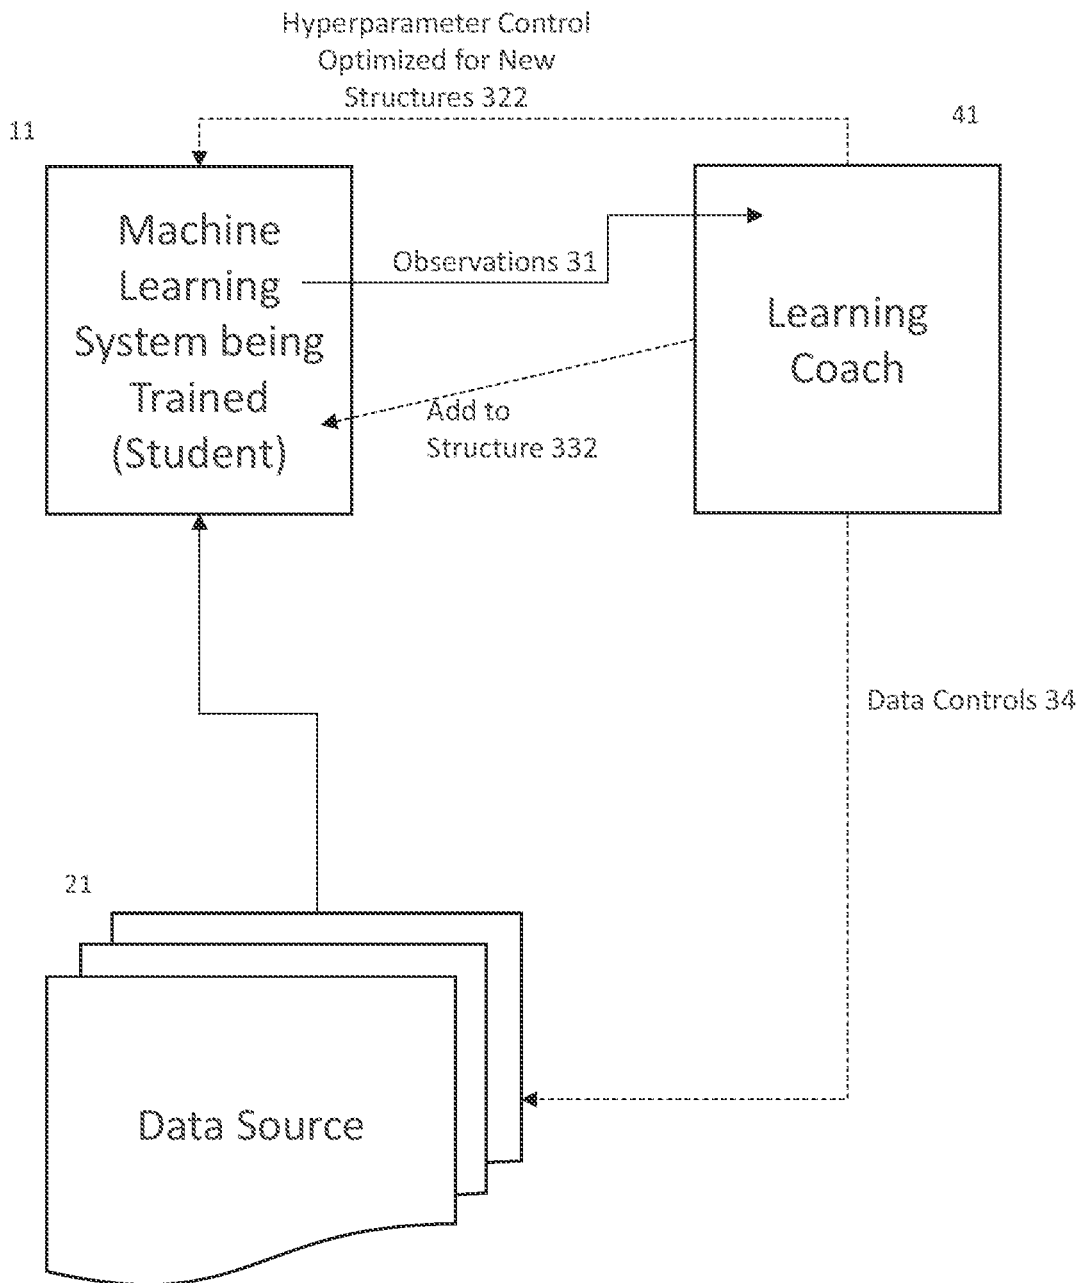 Hyperparameter Control
Optimized for New
Structures 322
11
41
Machine
Learning
System being
Trained
(Student)
Observations 31
Learning
Coach
Add to
Structure 332
Data Controls 34
21
Data Source